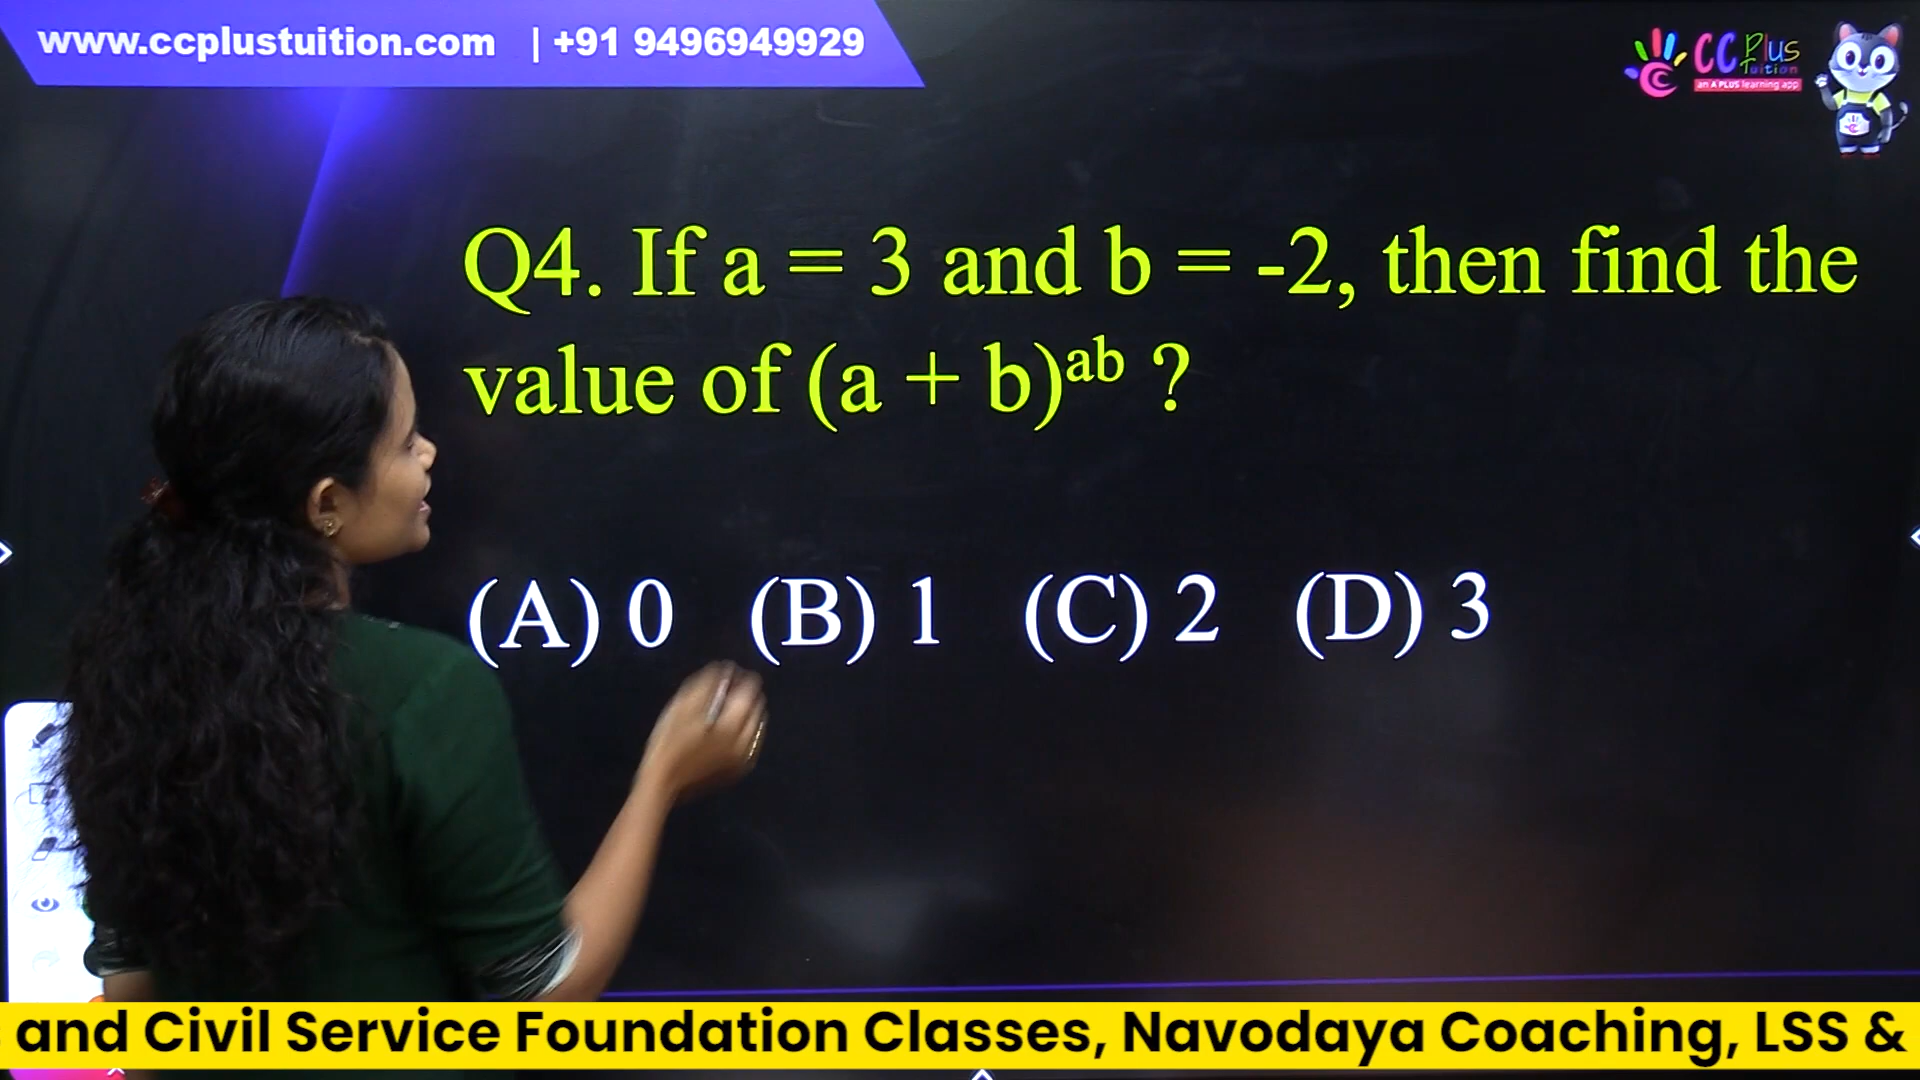 www.ccplustuition.com | +91 9496949929
CC Plus
Tuition
an A PLUS learning app
Q4. If a = 3 and b = -2, then find the
value of (a + b)ᵃᵇ ?
(A) 0 (B) 1 (C) 2 (D) 3
and Civil Service Foundation Classes, Navodaya Coaching, LSS &